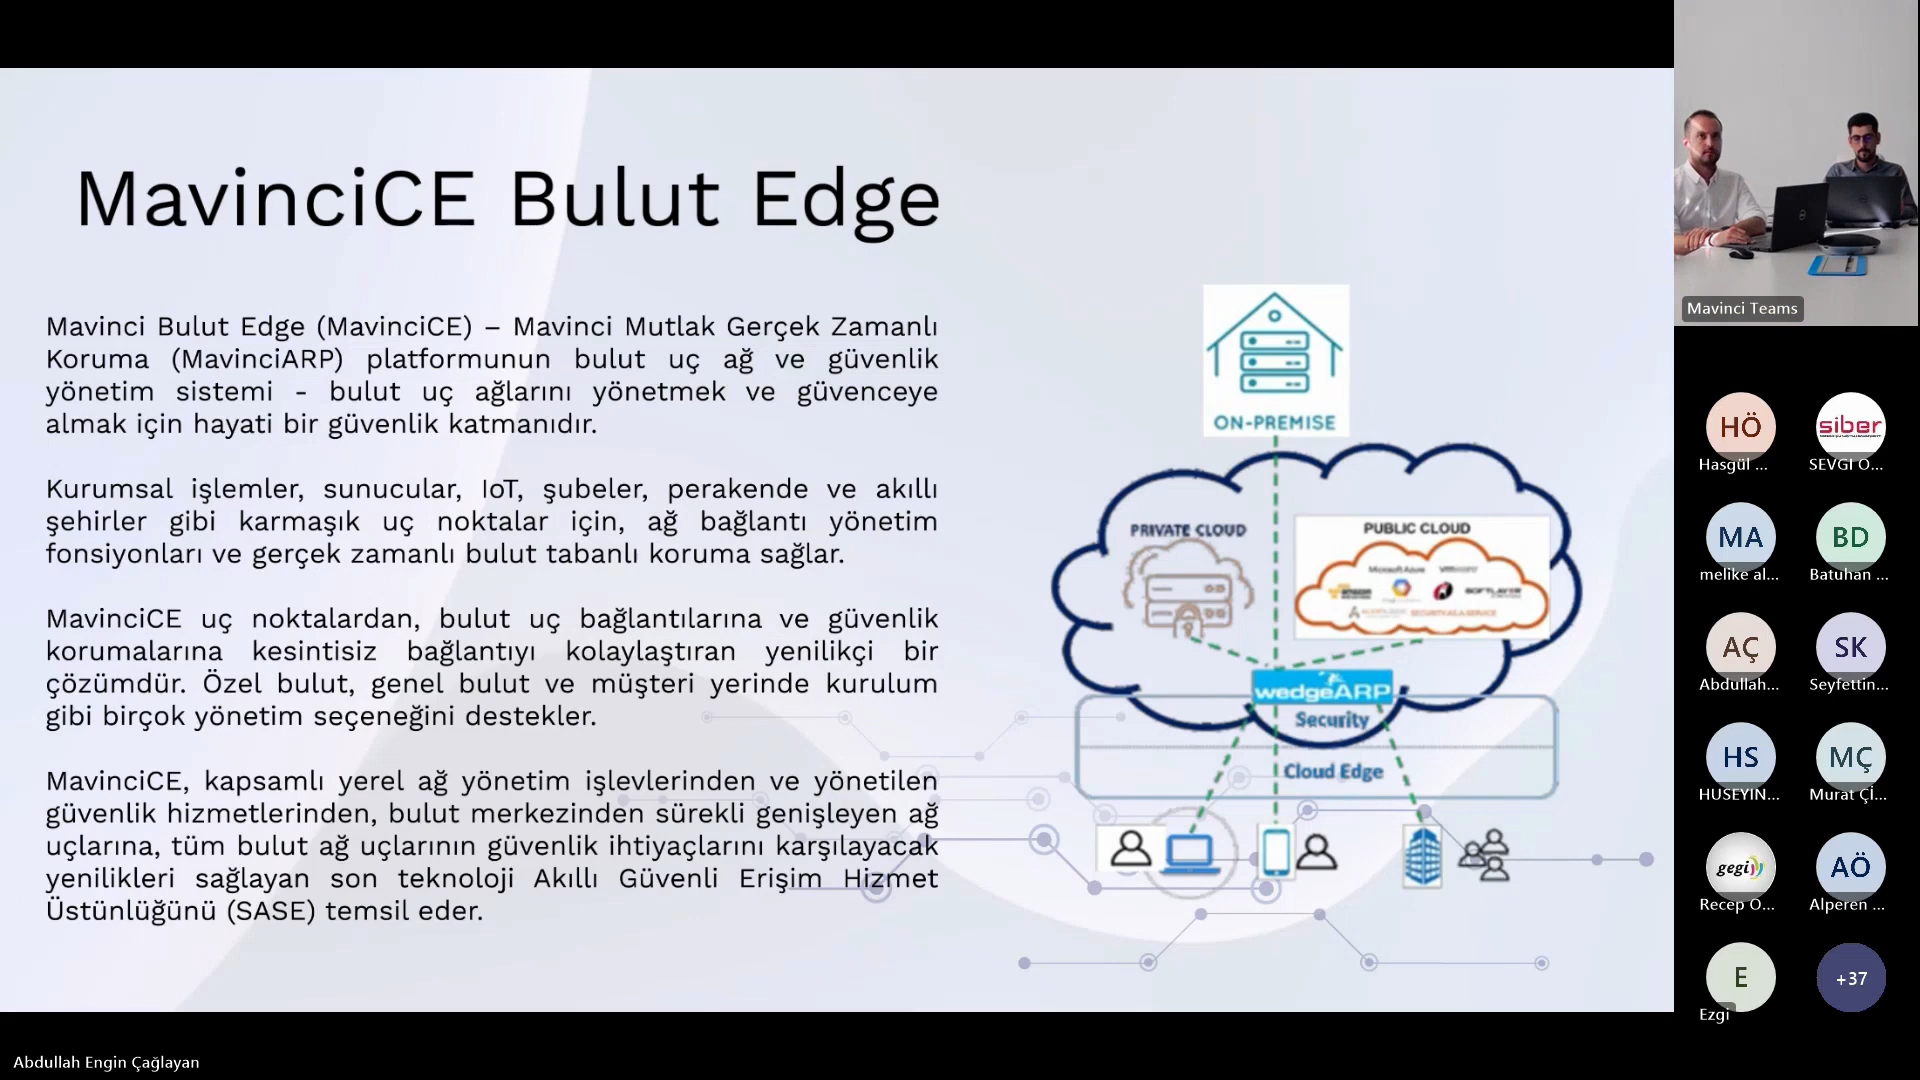 MavinciCE Bulut Edge
Mavinci Bulut Edge (MavinciCE) – Mavinci Mutlak Gerçek Zamanlı
Koruma (MavinciARP) platformunun bulut uç ağ ve güvenlik
yönetim sistemi - bulut uç ağlarını yönetmek ve güvenceye
almak için hayati bir güvenlik katmanıdır.
Kurumsal işlemler, sunucular, IoT, şubeler, perakende ve akıllı
şehirler gibi karmaşık uç noktalar için, ağ bağlantı yönetim
fonsiyonları ve gerçek zamanlı bulut tabanlı koruma sağlar.
MavinciCE uç noktalardan, bulut uç bağlantılarına ve güvenlik
korumalarına kesintisiz bağlantıyı kolaylaştıran yenilikçi bir
çözümdür. Özel bulut, genel bulut ve müşteri yerinde kurulum
gibi birçok yönetim seçeneğini destekler.
MavinciCE, kapsamlı yerel ağ yönetim işlevlerinden ve yönetilen
güvenlik hizmetlerinden, bulut merkezinden sürekli genişleyen ağ
uçlarına, tüm bulut ağ uçlarının güvenlik ihtiyaçlarını karşılayacak
yenilikleri sağlayan son teknoloji Akıllı Güvenli Erişim Hizmet
Üstünlüğünü (SASE) temsil eder.
ON-PREMISE
PRIVATE CLOUD
PUBLIC CLOUD
Microsoft Azure
vmware
amazon
SOFTLAYER
SECURITY AS A SERVICE
wedgeARP
Security
Cloud Edge
Mavinci Teams
HÖ
Hasgül ...
siber
SEVGI O...
MA
melike al...
BD
Batuhan ...
AÇ
Abdullah...
SK
Seyfettin...
HS
HUSEYIN...
MÇ
Murat Çİ...
gegi
Recep O...
AÖ
Alperen ...
E
Ezgi
+37
Abdullah Engin Çağlayan